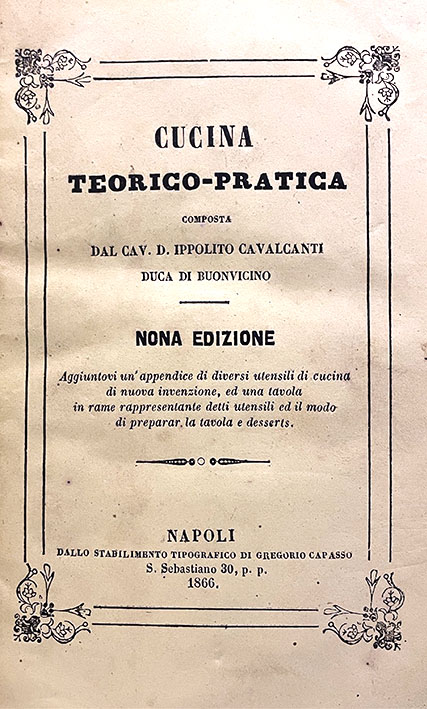 CUCINA
TEORICO-PRATICA
COMPOSTA
DAL CAV. D. IPPOLITO CAVALCANTI
DUCA DI BUONVICINO
NONA EDIZIONE
Aggiuntovi un' appendice di diversi utensili di cucina
di nuova invenzione, ed una tavola
in rame rappresentante detti utensili ed il modo
di preparar la tavola e desserts.
NAPOLI
DALLO STABILIMENTO TIPOGRAFICO DI GREGORIO CAPASSO
S. Sebastiano 30, p. p.
1866.